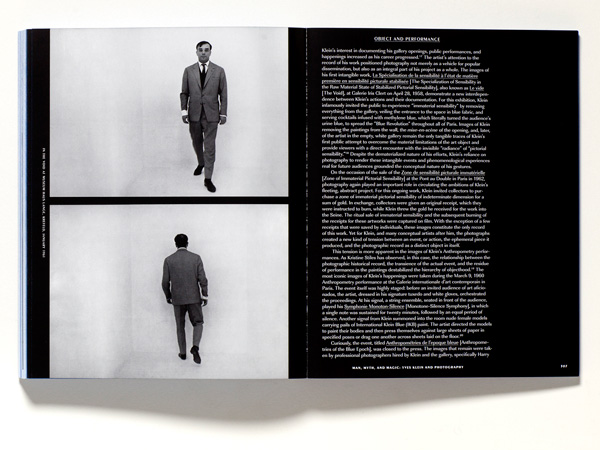 IN THE VOID AT MUSEUM HAUS LANGE, KREFELD, JANUARY 1961
OBJECT AND PERFORMANCE
Klein's interest in documenting his gallery openings, public performances, and
happenings increased as his career progressed. The artist's attention to the
record of his work positioned photography not merely as a vehicle for popular
dissemination, but also as an integral part of his project as a whole. The images of
his first intangible work, La Spécialisation de la sensibilité à l'état de matière
première en sensibilité picturale stabilisée [The Specialization of Sensibility in
the Raw Material State of Stabilized Pictorial Sensibility], also known as Le vide
[The Void], at Galerie Iris Clert on April 28, 1958, demonstrate a new interdepen-
dence between Klein's actions and their documentation. For this exhibition, Klein
infamously invited the public to experience "immaterial sensibility" by removing
everything from the gallery, veiling the entrance to the space in blue fabric, and
serving cocktails infused with methylene blue, which literally turned the audience's
urine blue, to spread the "Blue Revolution" throughout all of Paris. Images of Klein
removing the paintings from the wall, the mise-en-scène of the opening, and, later,
of the artist in the empty, white gallery remain the only tangible traces of Klein's
first public attempt to overcome the material limitations of the art object and
provide viewers with a direct encounter with the invisible "radiance" of "pictorial
sensibility." Despite the dematerialized nature of his efforts, Klein's reliance on
photography to render these intangible events and phenomenological experiences
real for future audiences grounded the conceptual nature of his gestures.
On the occasion of the sale of the Zone de sensibilité picturale immatérielle
[Zone of Immaterial Pictorial Sensibility] at the Pont au Double in Paris in 1962,
photography again played an important role in circulating the ambitions of Klein's
fleeting, abstract project. For this ongoing work, Klein invited collectors to pur-
chase a zone of immaterial pictorial sensibility of indeterminate dimension for a
sum of gold. In exchange, collectors were given an original receipt, which they
were instructed to burn, while Klein threw the gold he received for the work into
the Seine. The ritual sale of immaterial sensibility and the subsequent burning of
the receipts for these artworks were captured on film. With the exception of a few
receipts that were saved by individuals, these images constitute the only record
of this work. Yet for Klein, and many conceptual artists after him, the photographs
created a new kind of tension between an event, or action, the ephemeral piece it
produced, and the photographic record as a distinct object in itself.
This tension is more apparent in the images of Klein's Anthropometry perfor-
mances. As Kristine Stiles has observed, in this case, the relationship between the
photographic historical record, the transience of the actual event, and the residue
of performance in the paintings destabilized the hierarchy of objecthood. The
most iconic images of Klein's happenings were taken during the March 9, 1960
Anthropometry performance at the Galerie internationale d'art contemporain in
Paris. The event itself was highly staged: before an invited audience of art aficio-
nados, the artist, dressed in his signature tuxedo and white gloves, orchestrated
the proceedings. At his signal, a string ensemble, seated in front of the audience,
played his Symphonie Monoton-Silence [Monotone-Silence Symphony], in which
a single note was sustained for twenty minutes, followed by an equal period of
silence. Another signal from Klein summoned into the room nude female models
carrying pails of International Klein Blue (IKB) paint. The artist directed the models
to paint their bodies and then press themselves against large sheets of paper in
specified poses or drag one another across sheets laid on the floor.
Curiously, the event, titled Anthropométries de l'époque bleue [Anthropome-
tries of the Blue Epoch], was closed to the press. The images that remain were tak-
en by professional photographers hired by Klein and the gallery, specifically Harry
MAN, MYTH, AND MAGIC: YVES KLEIN AND PHOTOGRAPHY